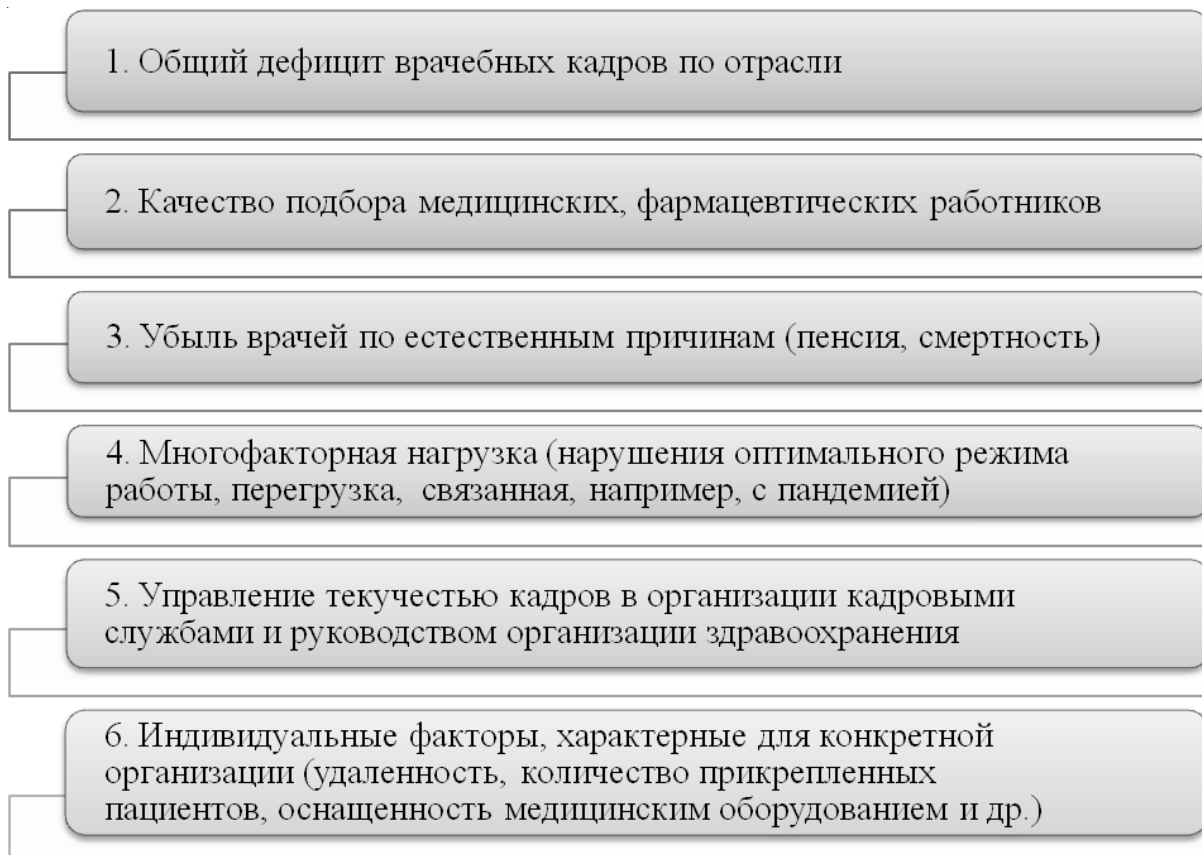 1. Общий дефицит врачебных кадров по отрасли
2. Качество подбора медицинских, фармацевтических работников
3. Убыль врачей по естественным причинам (пенсия, смертность)
4. Многофакторная нагрузка (нарушения оптимального режима
работы, перегрузка, связанная, например, с пандемией)
5. Управление текучестью кадров в организации кадровыми
службами и руководством организации здравоохранения
6. Индивидуальные факторы, характерные для конкретной
организации (удаленность, количество прикрепленных
пациентов, оснащенность медицинским оборудованием и др.)